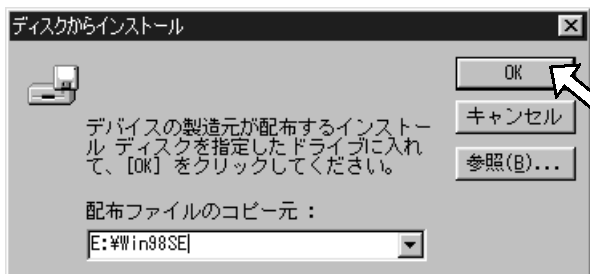 ディスクからインストール
OK
デバイスの製造元が配布するインストー
ル ディスクを指定したドライブに入れ
て、[OK] をクリックしてください。
キャンセル
参照(B)...
配布ファイルのコピー元：
E:¥Win98SE